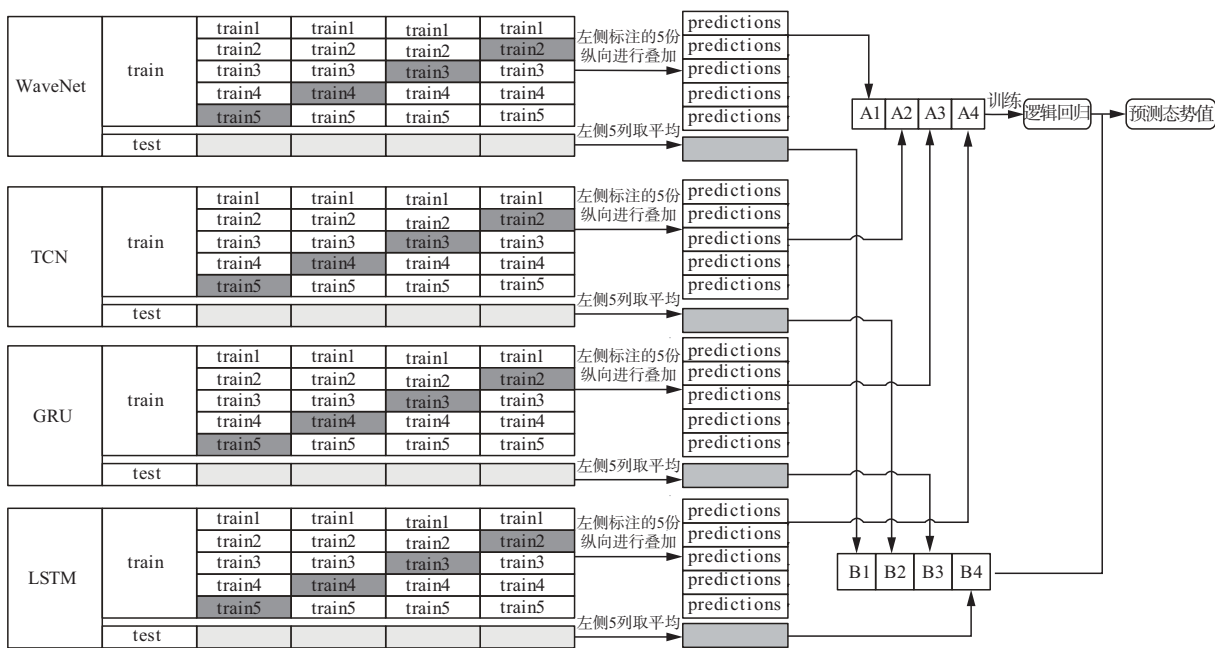 WaveNet
train
train1 train1 train1 train1
train2 train2 train2 train2
train3 train3 train3 train3
train4 train4 train4 train4
train5 train5 train5 train5
test
左侧标注的5份
纵向进行叠加
左侧5列取平均
predictions
predictions
predictions
predictions
predictions
TCN
train
train1 train1 train1 train1
train2 train2 train2 train2
train3 train3 train3 train3
train4 train4 train4 train4
train5 train5 train5 train5
test
左侧标注的5份
纵向进行叠加
左侧5列取平均
predictions
predictions
predictions
predictions
predictions
GRU
train
train1 train1 train1 train1
train2 train2 train2 train2
train3 train3 train3 train3
train4 train4 train4 train4
train5 train5 train5 train5
test
左侧标注的5份
纵向进行叠加
左侧5列取平均
predictions
predictions
predictions
predictions
predictions
LSTM
train
train1 train1 train1 train1
train2 train2 train2 train2
train3 train3 train3 train3
train4 train4 train4 train4
train5 train5 train5 train5
test
左侧标注的5份
纵向进行叠加
左侧5列取平均
predictions
predictions
predictions
predictions
predictions
A1 A2 A3 A4
训练
逻辑回归
预测态势值
B1 B2 B3 B4